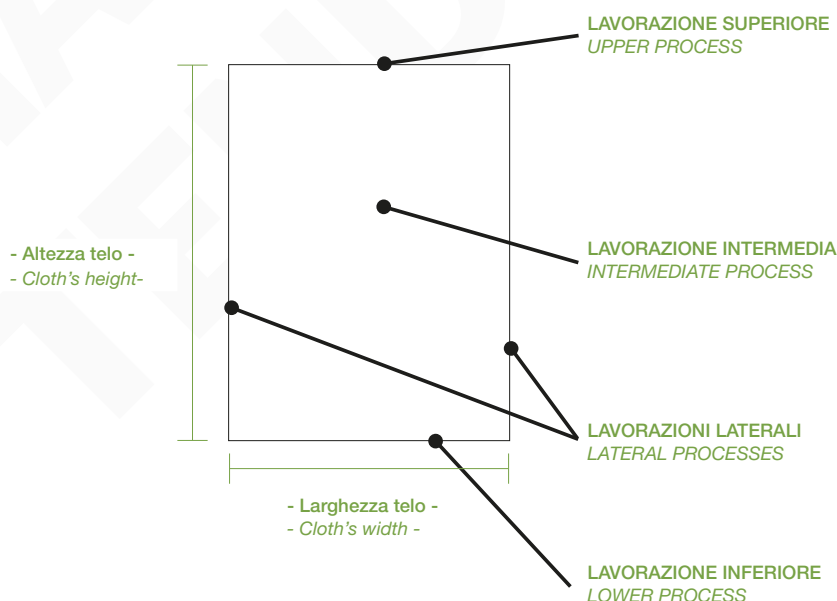 LAVORAZIONE SUPERIORE
UPPER PROCESS
- Altezza telo -
- Cloth's height-
LAVORAZIONE INTERMEDIA
INTERMEDIATE PROCESS
LAVORAZIONI LATERALI
LATERAL PROCESSES
- Larghezza telo -
- Cloth's width -
LAVORAZIONE INFERIORE
LOWER PROCESS